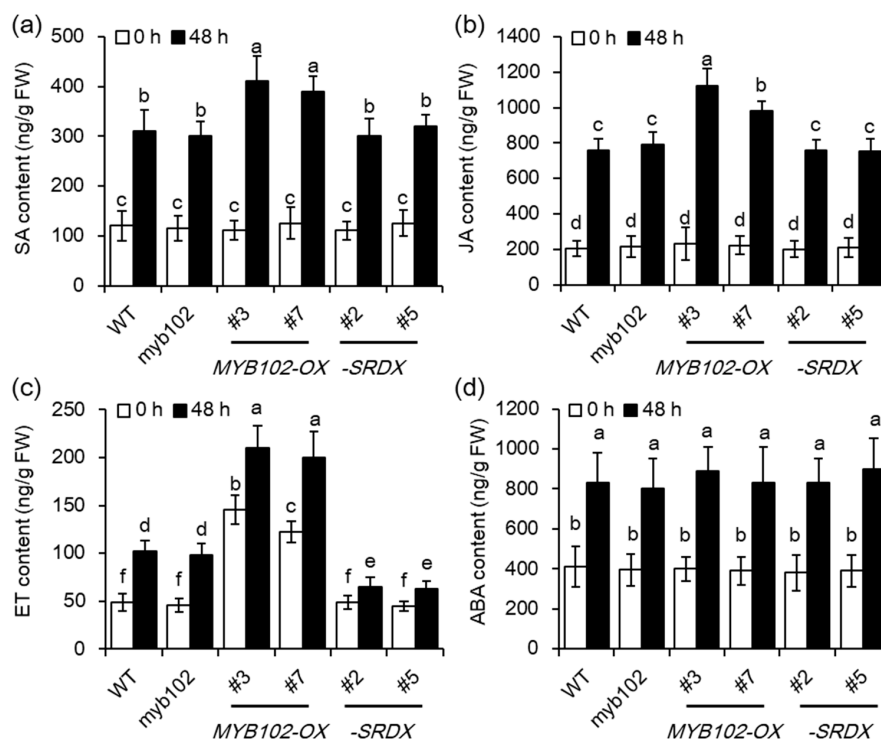 (a)
0 h 48 h
SA content (ng/g FW)
500
400
300
200
100
0
b b a a b b
c c c c c c
WT myb102 #3 #7 #2 #5
MYB102-OX -SRDX
(b)
0 h 48 h
JA content (ng/g FW)
1400
1200
1000
800
600
400
200
0
c c a b c c
d d d d d d
WT myb102 #3 #7 #2 #5
MYB102-OX -SRDX
(c)
0 h 48 h
ET content (ng/g FW)
250
200
150
100
50
0
f d f d b a c a f e f e
WT myb102 #3 #7 #2 #5
MYB102-OX -SRDX
(d)
0 h 48 h
ABA content (ng/g FW)
1200
1000
800
600
400
200
0
a a a a a a
b b b b b b
WT myb102 #3 #7 #2 #5
MYB102-OX -SRDX